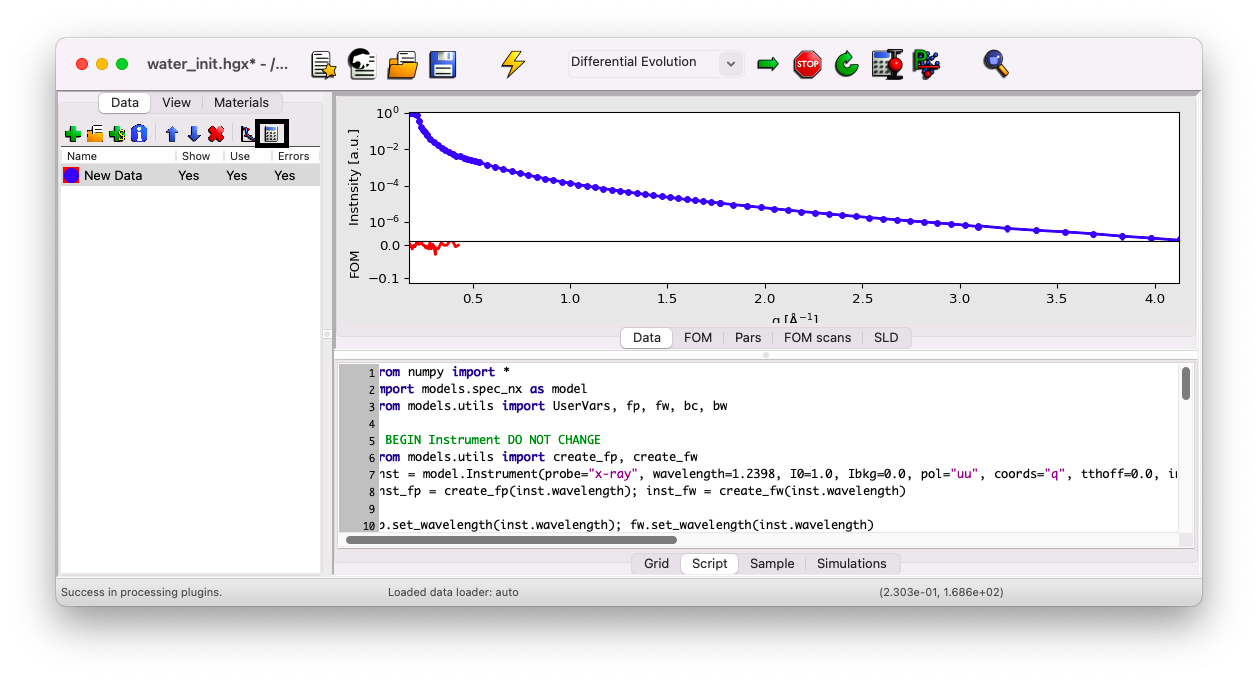 water_init.hgx* - /...
Differential Evolution
STOP
Data View Materials
Name Show Use Errors
New Data Yes Yes Yes
Instnsity [a.u.]
10⁰
10⁻²
10⁻⁴
10⁻⁶
FOM
0.0
−0.1
0.5 1.0 1.5 2.0 2.5 3.0 3.5 4.0
q [Å⁻¹]
Data FOM Pars FOM scans SLD
1 rom numpy import *
2 mport models.spec_nx as model
3 rom models.utils import UserVars, fp, fw, bc, bw
4
5 BEGIN Instrument DO NOT CHANGE
6 rom models.utils import create_fp, create_fw
7 nst = model.Instrument(probe="x-ray", wavelength=1.2398, I0=1.0, Ibkg=0.0, pol="uu", coords="q", tthoff=0.0, i
8 nst_fp = create_fp(inst.wavelength); inst_fw = create_fw(inst.wavelength)
9
10 p.set_wavelength(inst.wavelength); fw.set_wavelength(inst.wavelength)
Grid Script Sample Simulations
Success in processing plugins. Loaded data loader: auto (2.303e-01, 1.686e+02)